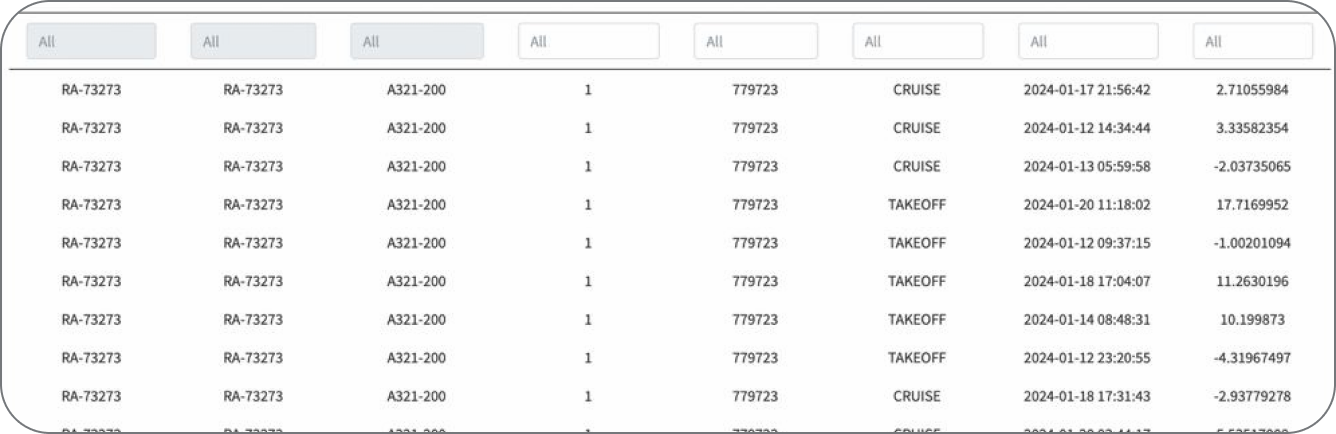 All All All All All All All All
RA-73273 RA-73273 A321-200 1 779723 CRUISE 2024-01-17 21:56:42 2.71055984
RA-73273 RA-73273 A321-200 1 779723 CRUISE 2024-01-12 14:34:44 3.33582354
RA-73273 RA-73273 A321-200 1 779723 CRUISE 2024-01-13 05:59:58 -2.03735065
RA-73273 RA-73273 A321-200 1 779723 TAKEOFF 2024-01-20 11:18:02 17.7169952
RA-73273 RA-73273 A321-200 1 779723 TAKEOFF 2024-01-12 09:37:15 -1.00201094
RA-73273 RA-73273 A321-200 1 779723 TAKEOFF 2024-01-18 17:04:07 11.2630196
RA-73273 RA-73273 A321-200 1 779723 TAKEOFF 2024-01-14 08:48:31 10.199873
RA-73273 RA-73273 A321-200 1 779723 TAKEOFF 2024-01-12 23:20:55 -4.31967497
RA-73273 RA-73273 A321-200 1 779723 CRUISE 2024-01-18 17:31:43 -2.93779278